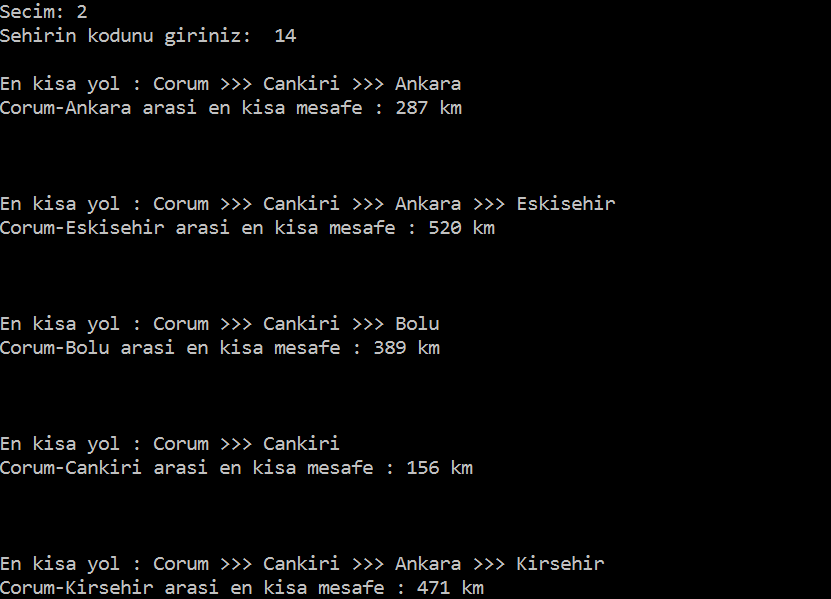 Secim: 2
Sehirin kodunu giriniz:  14
En kisa yol : Corum >>> Cankiri >>> Ankara
Corum-Ankara arasi en kisa mesafe : 287 km
En kisa yol : Corum >>> Cankiri >>> Ankara >>> Eskisehir
Corum-Eskisehir arasi en kisa mesafe : 520 km
En kisa yol : Corum >>> Cankiri >>> Bolu
Corum-Bolu arasi en kisa mesafe : 389 km
En kisa yol : Corum >>> Cankiri
Corum-Cankiri arasi en kisa mesafe : 156 km
En kisa yol : Corum >>> Cankiri >>> Ankara >>> Kirsehir
Corum-Kirsehir arasi en kisa mesafe : 471 km